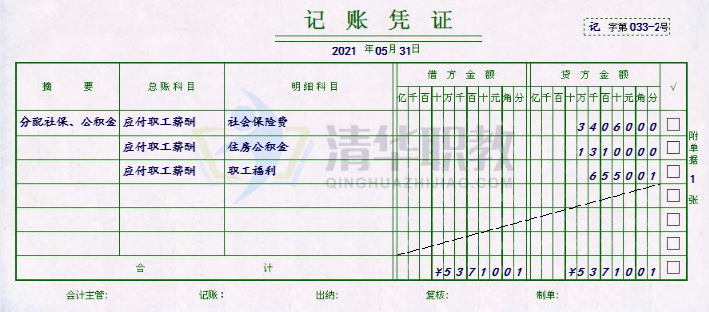 记账凭证
记 字第 033-2号
2021 年 05 月 31 日
摘 要 总账科目 明细科目 借方金额 贷方金额 √
亿千百十万千百十元角分 亿千百十万千百十元角分
分配社保、公积金 应付职工薪酬 社会保险费 3406000
应付职工薪酬 住房公积金 1310000
应付职工薪酬 职工福利 655001
合 计 ¥5371001 ¥5371001
附单据 1 张
清华职教
QINGHUAZHIJIAO.COM
会计主管: 记账: 出纳: 复核: 制单: